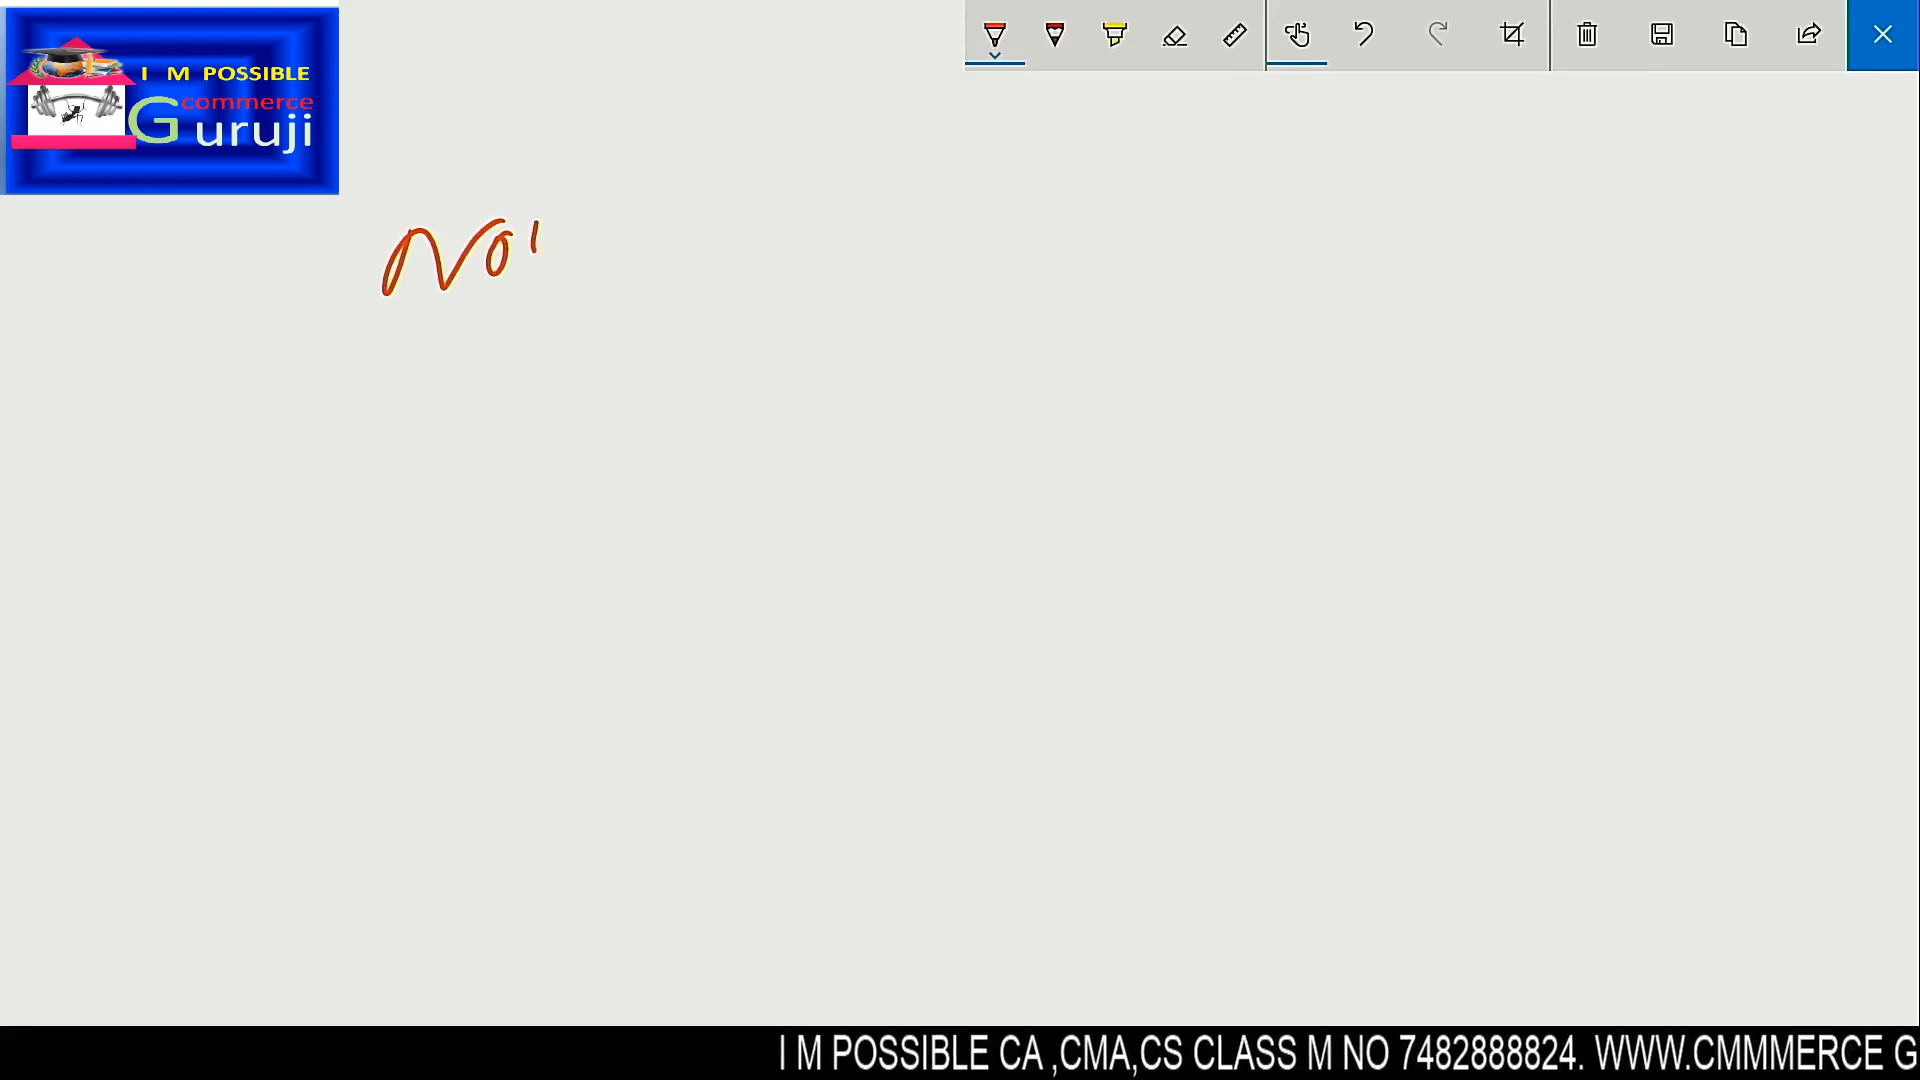 I M POSSIBLE
commerce
Guruji
No
I M POSSIBLE CA ,CMA,CS CLASS M NO 7482888824. WWW.CMMMERCE G